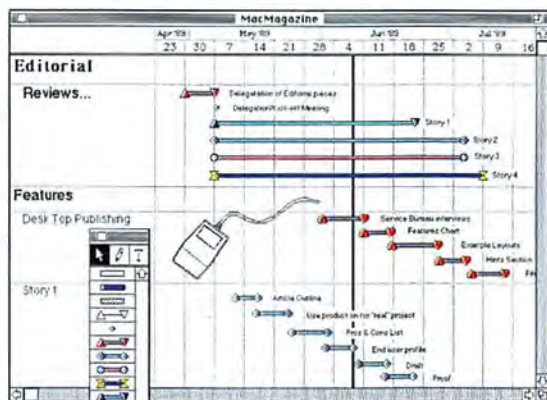 MacMagazine
Apr '89 May '89 Jun '89 Jul '89
23 30 7 14 21 28 4 11 18 25 2 9 16
Editorial
Reviews...
Delegation of Editorial pieces
Delegation/Kick-off Meeting
Story 1
Story 2
Story 3
Story 4
Features
Desk Top Publishing
Service Bureau interviews
Features Chart
Example Layouts
Hints Section
T
Story 1
Article Outline
Use product on for "real" project
Pros & Cons List
End user profile
Draft
Proof